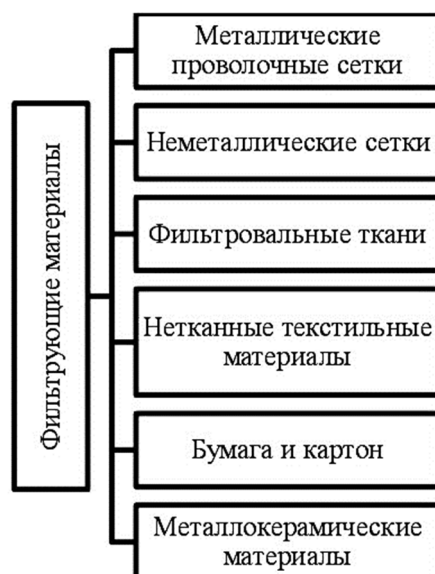 Фильтрующие материалы
Металлические
проволочные сетки
Неметаллические сетки
Фильтровальные ткани
Нетканные текстильные
материалы
Бумага и картон
Металлокерамические
материалы